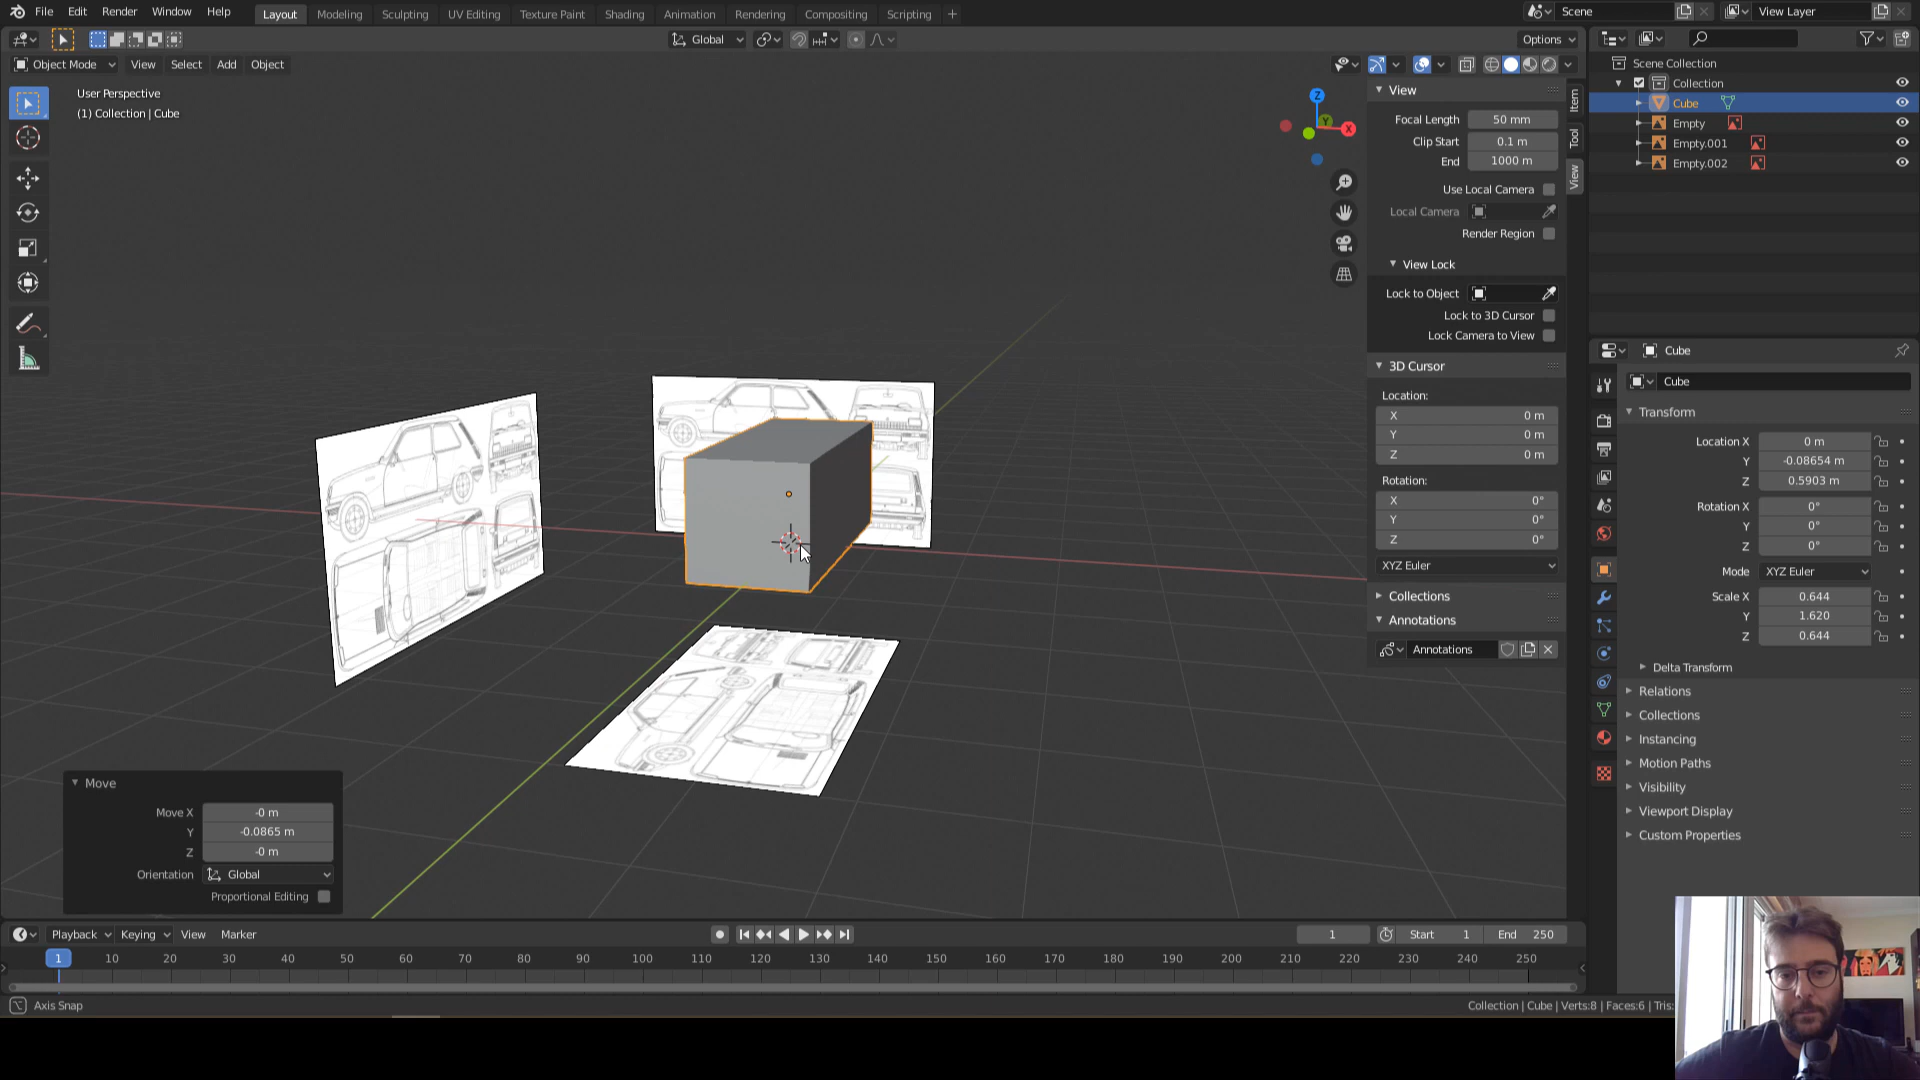 File Edit Render Window Help Layout Modeling Sculpting UV Editing Texture Paint Shading Animation Rendering Compositing Scripting + Scene View Layer
Global Options
Object Mode View Select Add Object
User Perspective
(1) Collection | Cube
Z
Y
X
View
Focal Length 50 mm
Clip Start 0.1 m
End 1000 m
Use Local Camera
Local Camera
Render Region
View Lock
Lock to Object
Lock to 3D Cursor
Lock Camera to View
3D Cursor
Location:
X 0 m
Y 0 m
Z 0 m
Rotation:
X 0°
Y 0°
Z 0°
XYZ Euler
Collections
Annotations
Annotations
Item
Tool
View
Scene Collection
Collection
Cube
Empty
Empty.001
Empty.002
Cube
Cube
Transform
Location X 0 m
Y -0.08654 m
Z 0.5903 m
Rotation X 0°
Y 0°
Z 0°
Mode XYZ Euler
Scale X 0.644
Y 1.620
Z 0.644
Delta Transform
Relations
Collections
Instancing
Motion Paths
Visibility
Viewport Display
Custom Properties
Move
Move X -0 m
Y -0.0865 m
Z -0 m
Orientation Global
Proportional Editing
Playback Keying View Marker 1 Start 1 End 250
1 10 20 30 40 50 60 70 80 90 100 110 120 130 140 150 160 170 180 190 200 210 220 230 240 250
Axis Snap Collection | Cube | Verts:8 | Faces:6 | Tris: